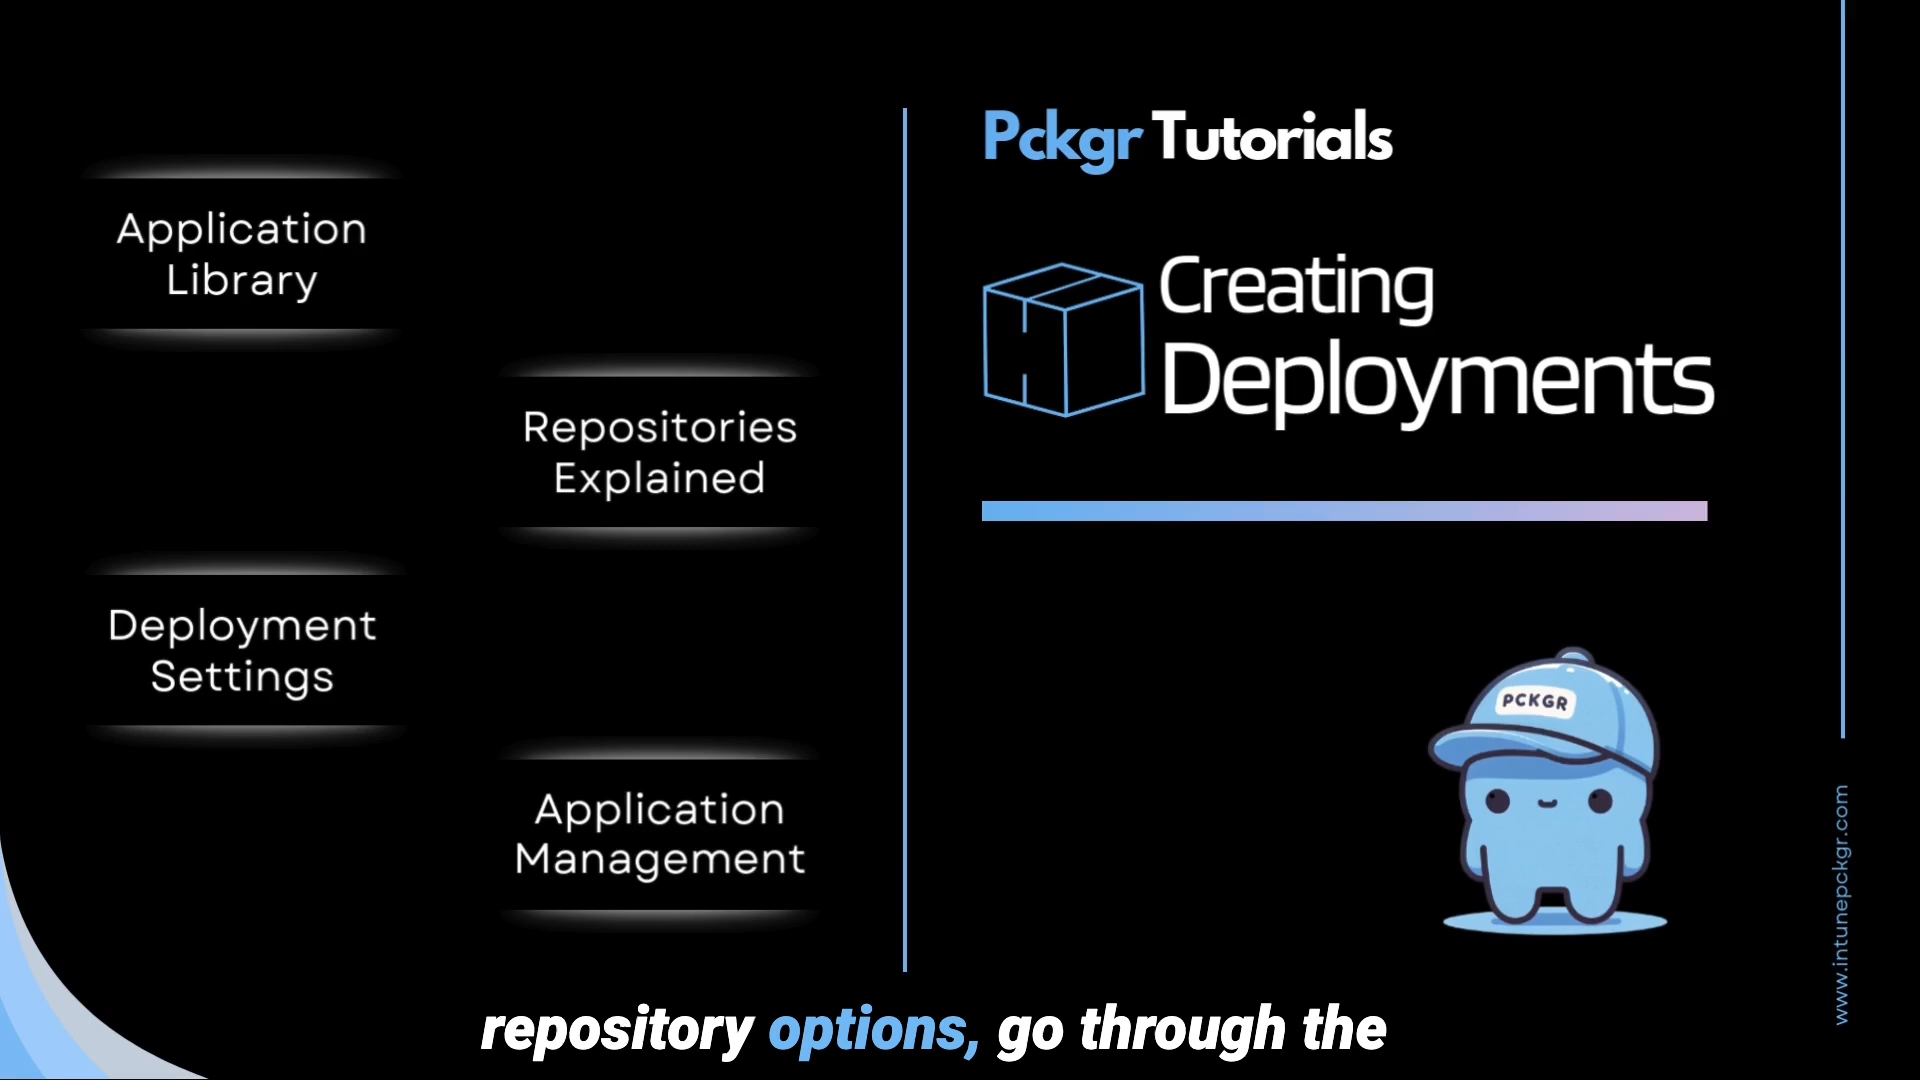 Application
Library
Repositories
Explained
Deployment
Settings
Application
Management
Pckgr Tutorials
Creating
Deployments
PCKGR
www.intunepckgr.com
repository options, go through the